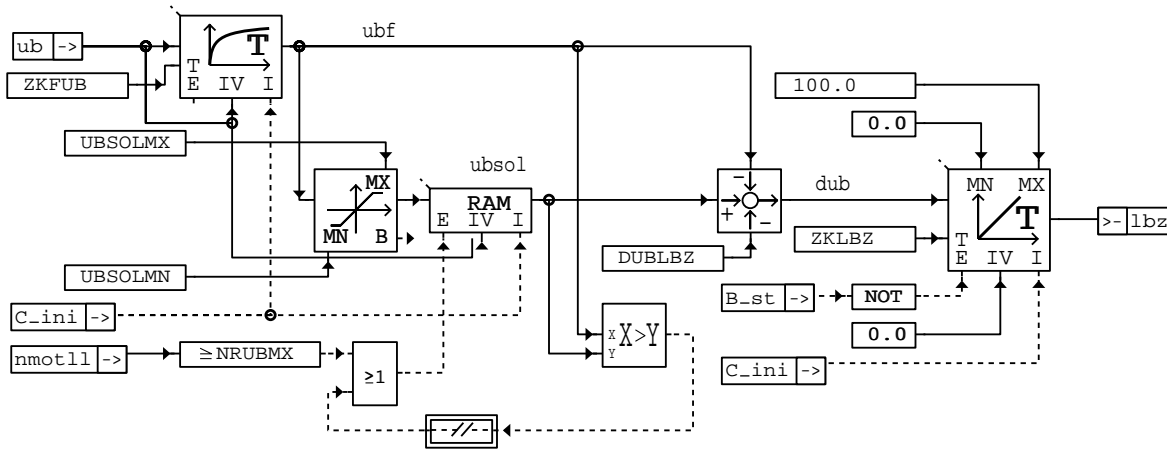 ub ->
T
ubf
ZKFUB
T
E IV I
100.0
0.0
UBSOLMX
ubsol
MX
MN
B
RAM
E IV I
−
+
−
dub
MN MX
T
ZKLBZ
T
E IV I
>- lbz
UBSOLMN
DUBLBZ
B_st ->
NOT
C_ini ->
0.0
X
Y
X>Y
nmotll ->
≥NRUBMX
≥1
C_ini ->
//